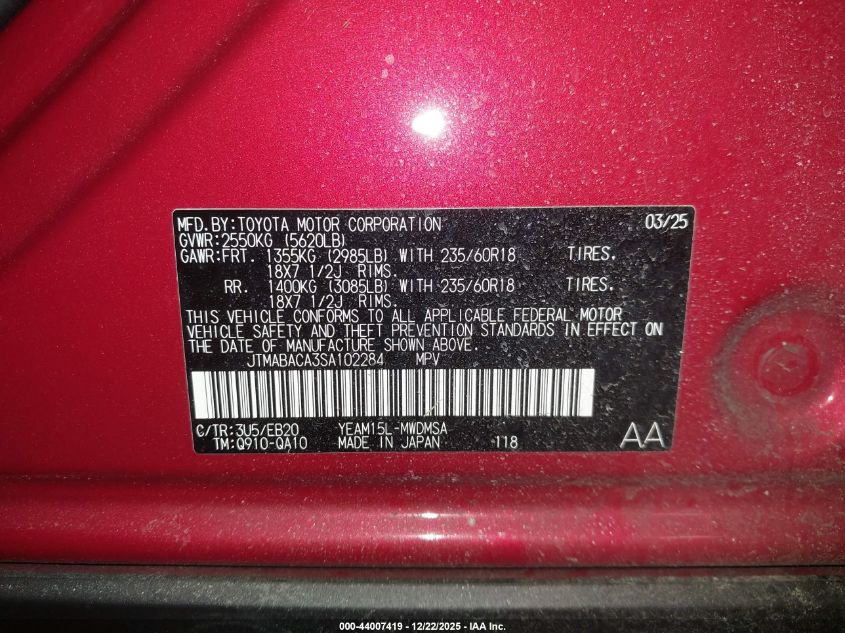 MFD.BY:TOYOTA MOTOR CORPORATION 03/25
GVWR:2550KG (5620LB)
GAWR:FRT. 1355KG (2985LB) WITH 235/60R18 TIRES.
18X7 1/2J RIMS.
RR. 1400KG (3085LB) WITH 235/60R18 TIRES.
18X7 1/2J RIMS.
THIS VEHICLE CONFORMS TO ALL APPLICABLE FEDERAL MOTOR
VEHICLE SAFETY AND THEFT PREVENTION STANDARDS IN EFFECT ON
THE DATE OF MANUFACTURE SHOWN ABOVE.
JTMABACA3SA102284 MPV
C/TR:3U5/EB20 YEAM15L-MWDMSA
TM:Q910-QA10 MADE IN JAPAN 118 AA
000-44007419 - 12/22/2025 - IAA Inc.